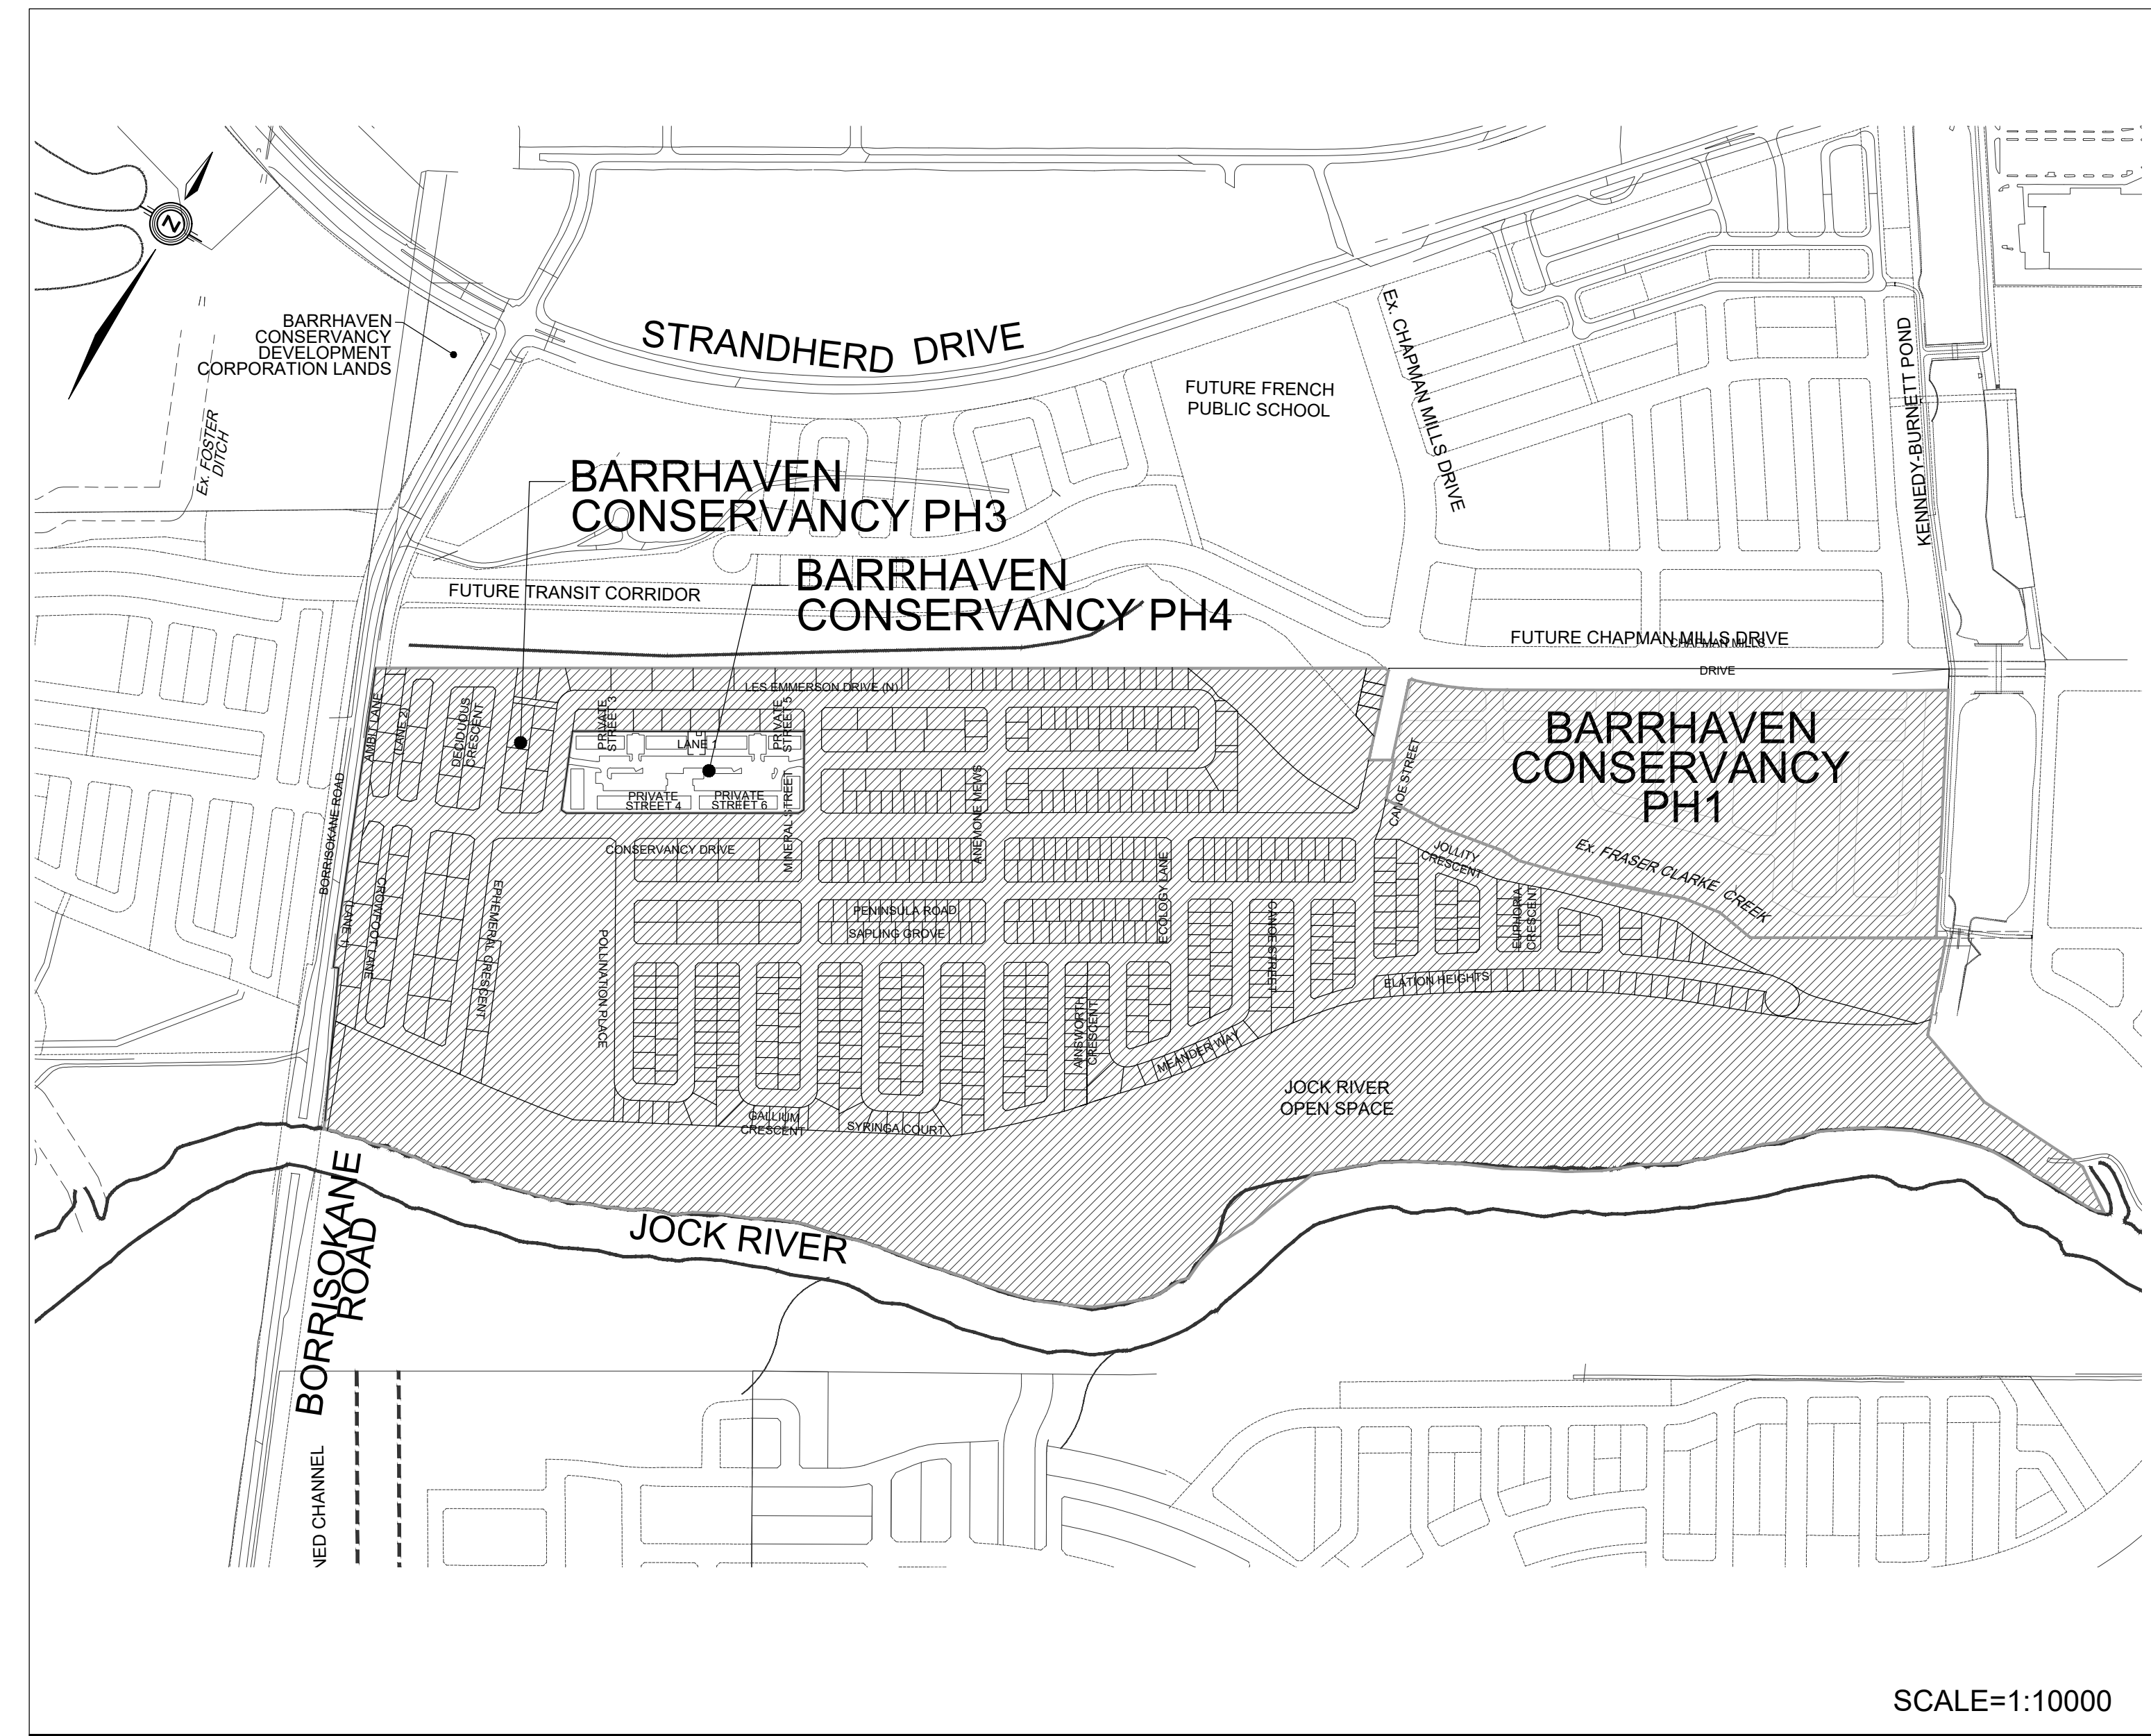 N
BARRHAVEN
CONSERVANCY
DEVELOPMENT
CORPORATION LANDS
STRANDHERD DRIVE
Ex. FOSTER
DITCH
FUTURE FRENCH
PUBLIC SCHOOL
Ex. CHAPMAN MILLS DRIVE
KENNEDY-BURNETT POND
BARRHAVEN
CONSERVANCY PH3
BARRHAVEN
CONSERVANCY PH4
FUTURE TRANSIT CORRIDOR
FUTURE CHAPMAN MILLS DRIVE
CHAPMAN MILLS
DRIVE
LES EMMERSON DRIVE (N)
AMBIT LANE
(LANE 2)
DECIDUOUS
CRESCENT
PRIVATE
STREET 3
LANE 1
PRIVATE
STREET 5
PRIVATE
STREET 4
PRIVATE
STREET 6
MINERAL STREET
ANEMONE MEWS
CANOE STREET
BARRHAVEN
CONSERVANCY
PH1
BORRISOKANE ROAD
CONSERVANCY DRIVE
JOLLITY
CRESCENT
Ex. FRASER CLARKE CREEK
(LANE 1)
CROWFOOT LANE
EPHEMERAL CRESCENT
POLLINATION PLACE
PENINSULA ROAD
SAPLING GROVE
ECOLOGY LANE
CANOE STREET
EUPHORIA
CRESCENT
ELATION HEIGHTS
AINSWORTH
CRESCENT
MEANDER WAY
GALLIUM
CRESCENT
SYRINGA COURT
JOCK RIVER
OPEN SPACE
JOCK RIVER
BORRISOKANE
ROAD
NED CHANNEL
SCALE=1:10000